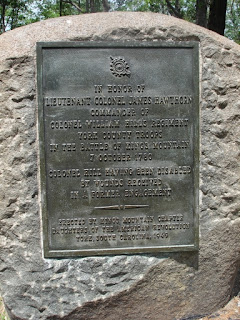 IN HONOR OF
LIEUTENANT COLONEL JAMES HAWTHORN
COMMANDER OF
COLONEL WILLIAM HILL'S REGIMENT
YORK COUNTY TROOPS
IN THE BATTLE OF KINGS MOUNTAIN
7 OCTOBER 1780
COLONEL HILL HAVING BEEN DISABLED
BY WOUNDS RECEIVED
IN A FORMER ENGAGEMENT
ERECTED BY KINGS MOUNTAIN CHAPTER
DAUGHTERS OF THE AMERICAN REVOLUTION
YORK, SOUTH CAROLINA,